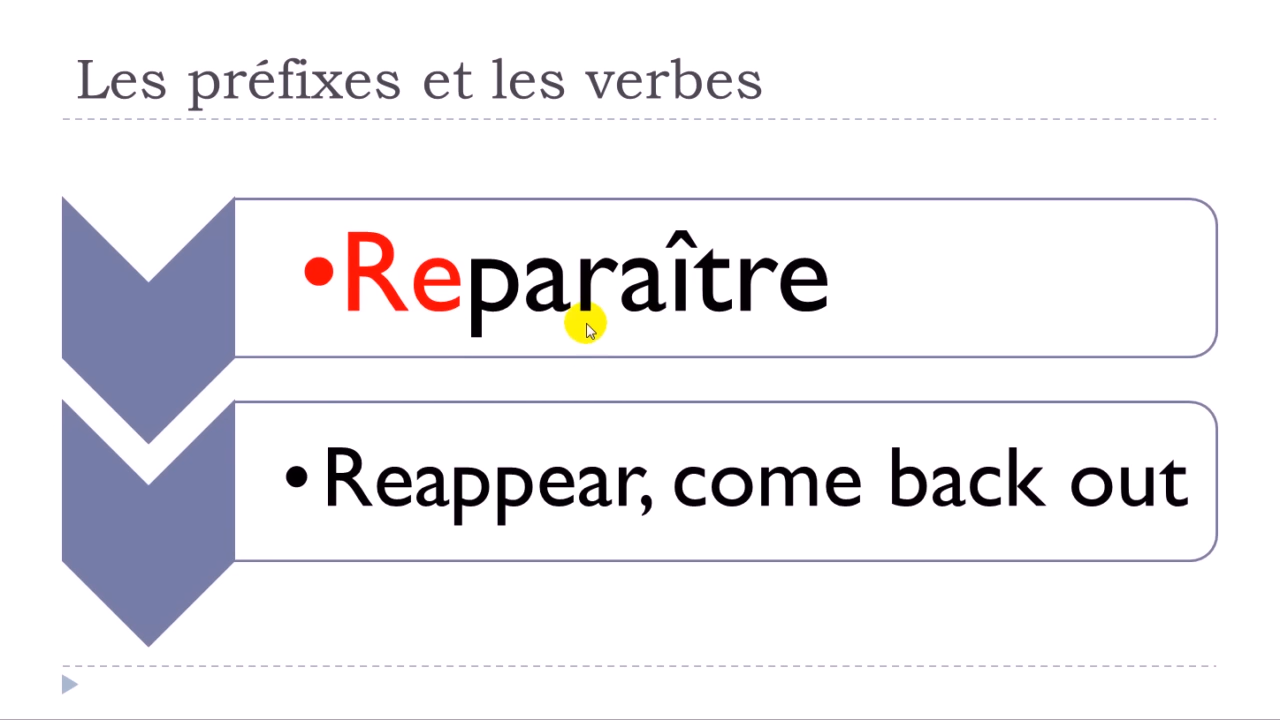 Les préfixes et les verbes
•Reparaître
•Reappear, come back out